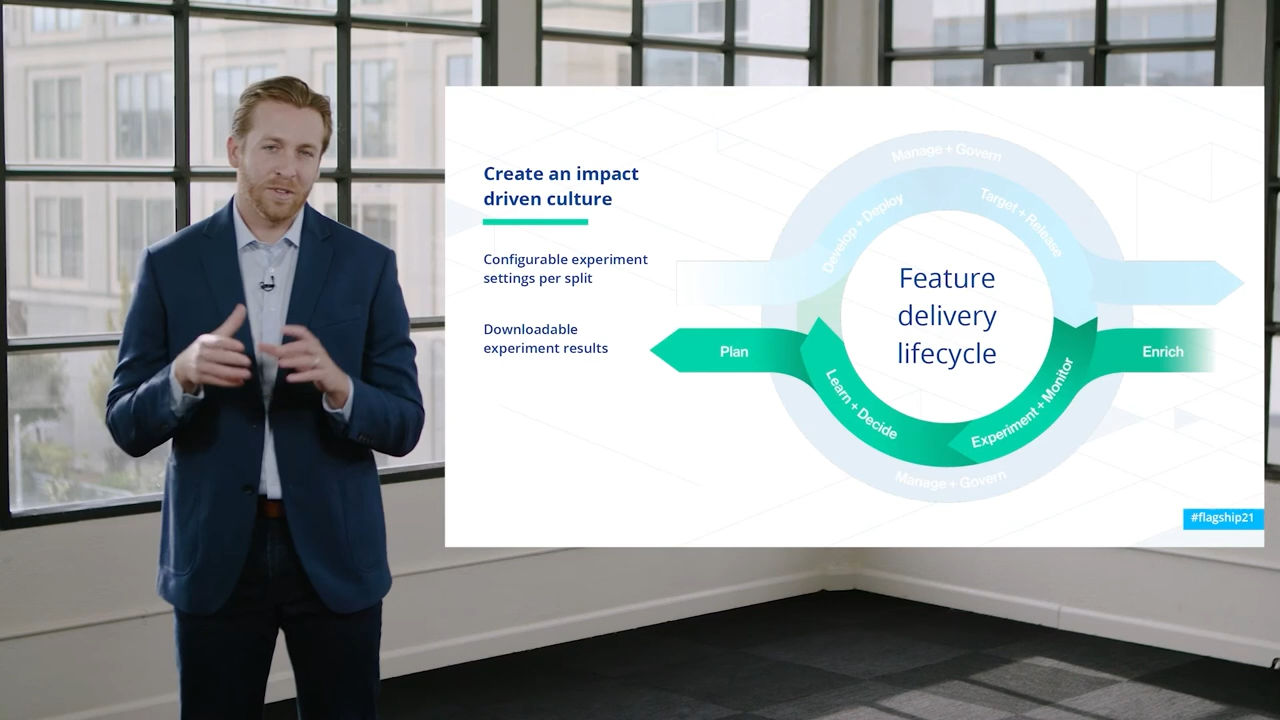 Create an impact
driven culture
Configurable experiment
settings per split
Downloadable
experiment results
Manage + Govern
Develop + Deploy
Target + Release
Feature
delivery
lifecycle
Plan
Enrich
Learn + Decide
Experiment + Monitor
Manage + Govern
#flagship21